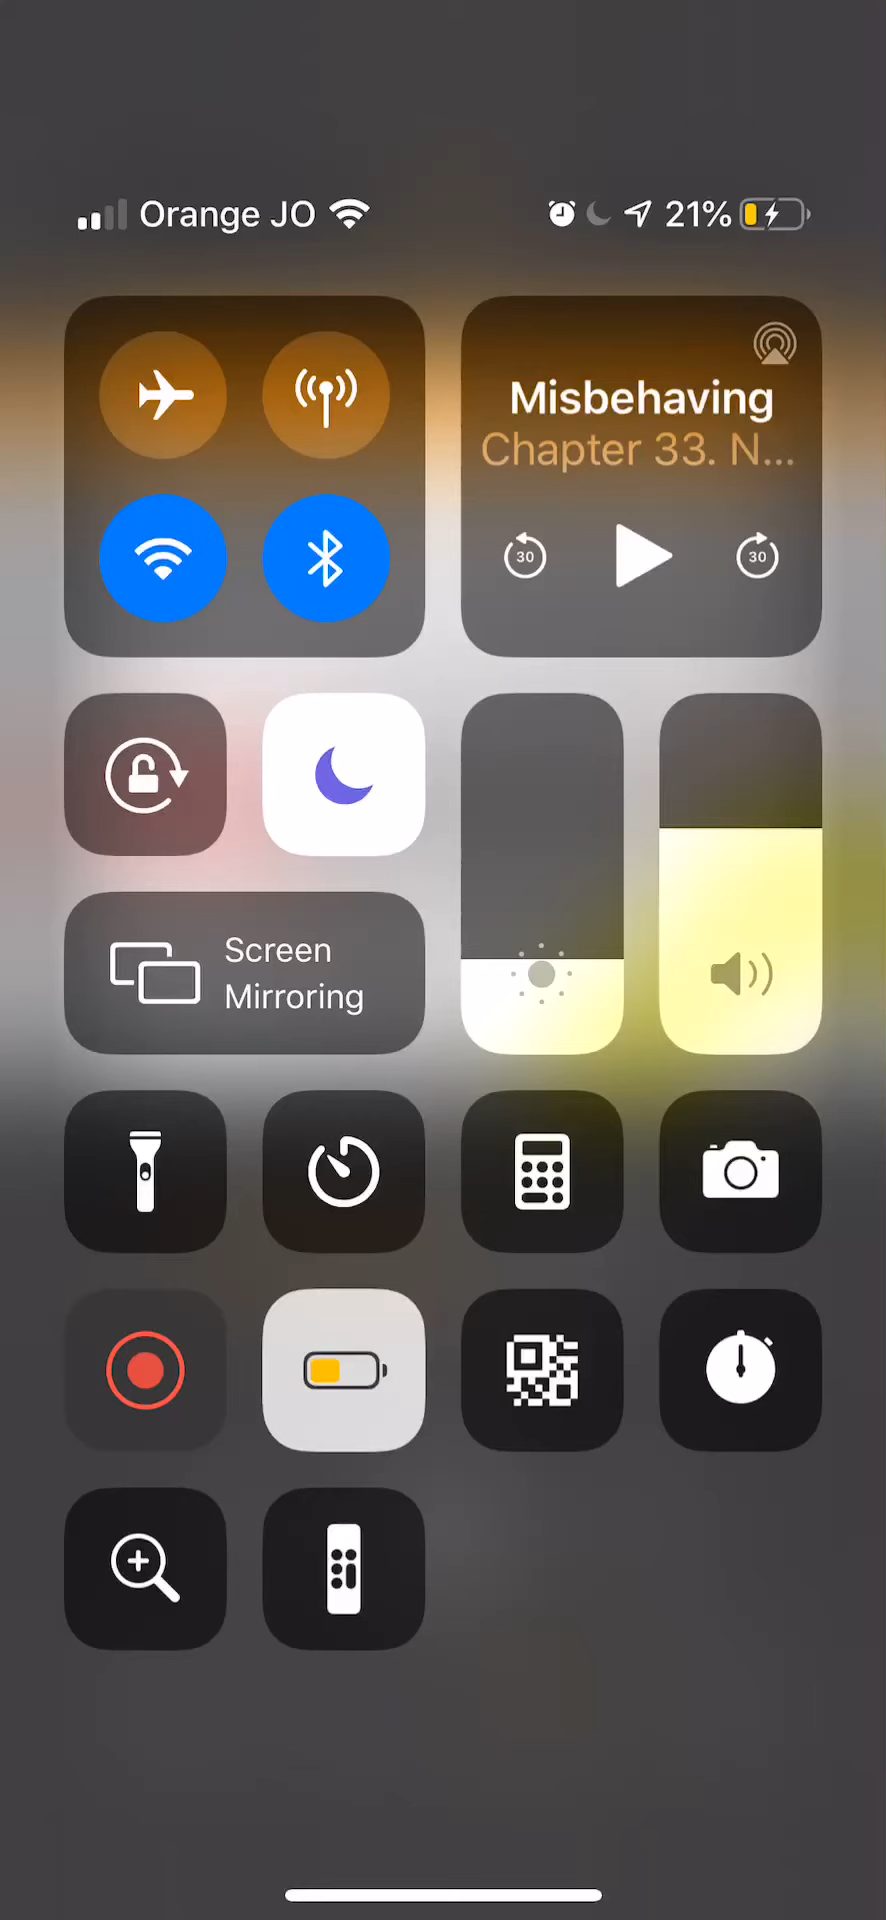 Orange JO
21%
Misbehaving
Chapter 33. N...
30
30
Screen
Mirroring